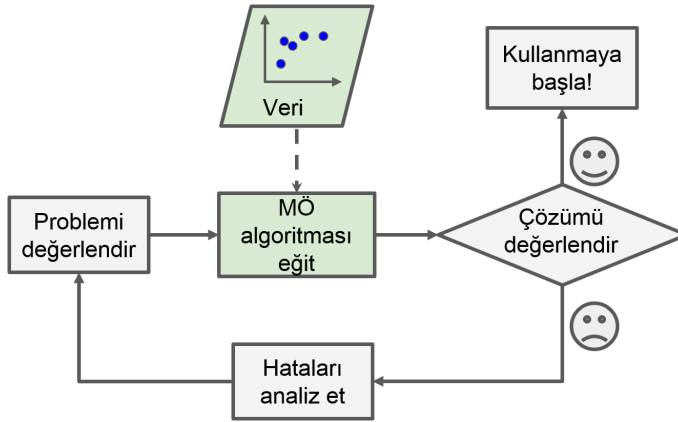 Veri
Kullanmaya
başla!
Problemi
değerlendir
MÖ
algoritması
eğit
Çözümü
değerlendir
Hataları
analiz et